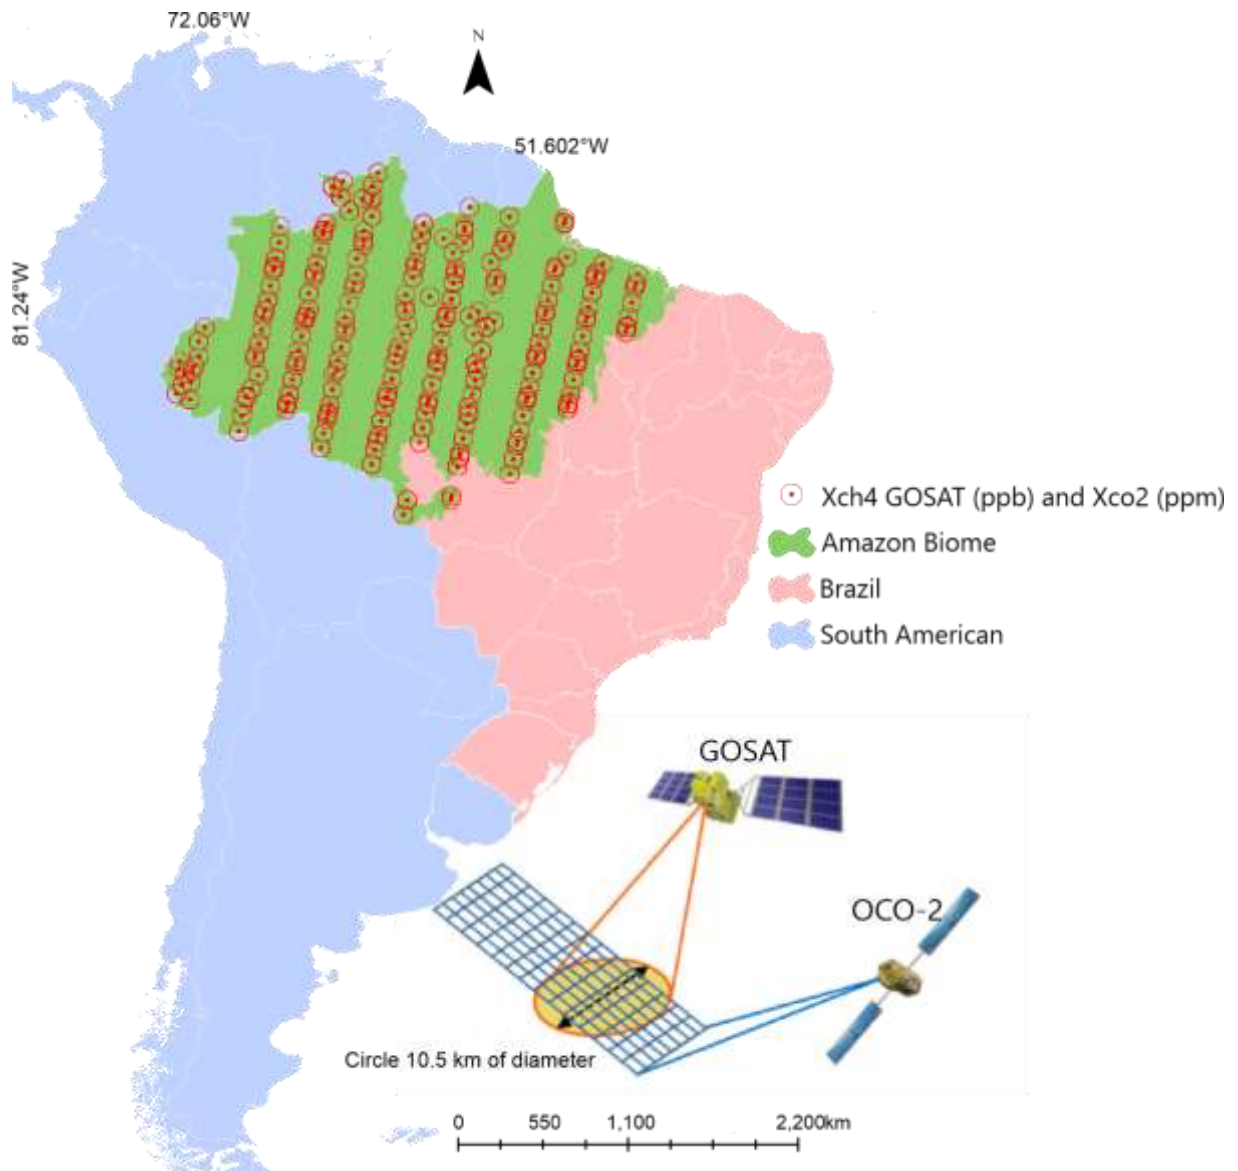 72.06°W
N
51.602°W
81.24°W
Xch4 GOSAT (ppb) and Xco2 (ppm)
Amazon Biome
Brazil
South American
GOSAT
OCO-2
Circle 10.5 km of diameter
0 550 1,100 2,200km